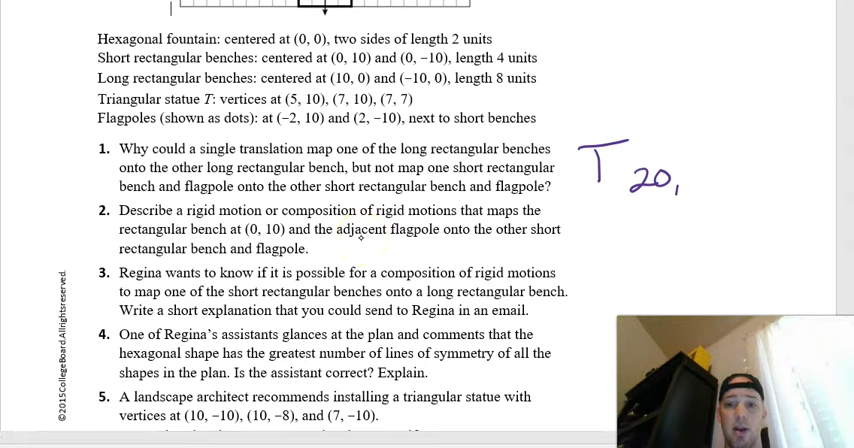 Hexagonal fountain: centered at (0, 0), two sides of length 2 units
Short rectangular benches: centered at (0, 10) and (0, −10), length 4 units
Long rectangular benches: centered at (10, 0) and (−10, 0), length 8 units
Triangular statue T: vertices at (5, 10), (7, 10), (7, 7)
Flagpoles (shown as dots): at (−2, 10) and (2, −10), next to short benches
1. Why could a single translation map one of the long rectangular benches
onto the other long rectangular bench, but not map one short rectangular
bench and flagpole onto the other short rectangular bench and flagpole?
T 20,
2. Describe a rigid motion or composition of rigid motions that maps the
rectangular bench at (0, 10) and the adjacent flagpole onto the other short
rectangular bench and flagpole.
3. Regina wants to know if it is possible for a composition of rigid motions
to map one of the short rectangular benches onto a long rectangular bench.
Write a short explanation that you could send to Regina in an email.
4. One of Regina's assistants glances at the plan and comments that the
hexagonal shape has the greatest number of lines of symmetry of all the
shapes in the plan. Is the assistant correct? Explain.
5. A landscape architect recommends installing a triangular statue with
vertices at (10, −10), (10, −8), and (7, −10).
©2015CollegeBoard.Allrightsreserved.